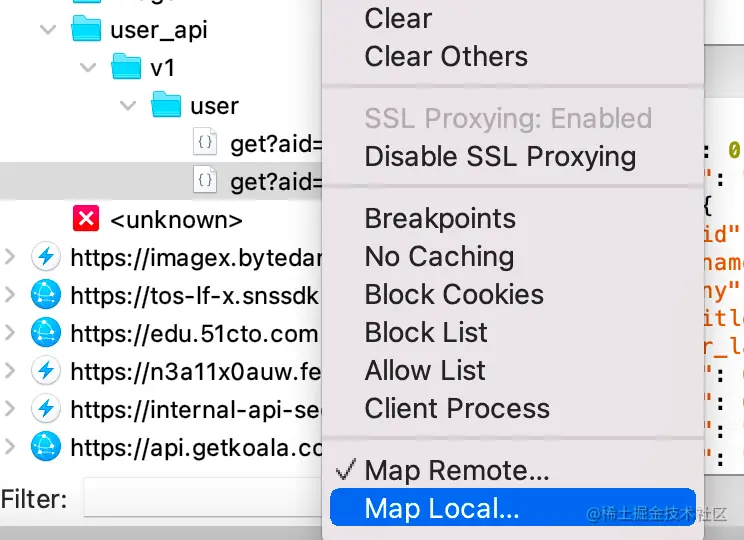 user_api
v1
user
get?aid=
get?aid=
<unknown>
https://imagex.bytedan
https://tos-lf-x.snssdk
https://edu.51cto.com
https://n3a11x0auw.fe
https://internal-api-se
https://api.getkoala.co
Filter:
Clear
Clear Others
SSL Proxying: Enabled
Disable SSL Proxying
Breakpoints
No Caching
Block Cookies
Block List
Allow List
Client Process
✓ Map Remote...
Map Local...
: 0
": "
{
id"
name
ny"
itle
r_la
": 
": 
": "
": "
@稀土掘金技术社区